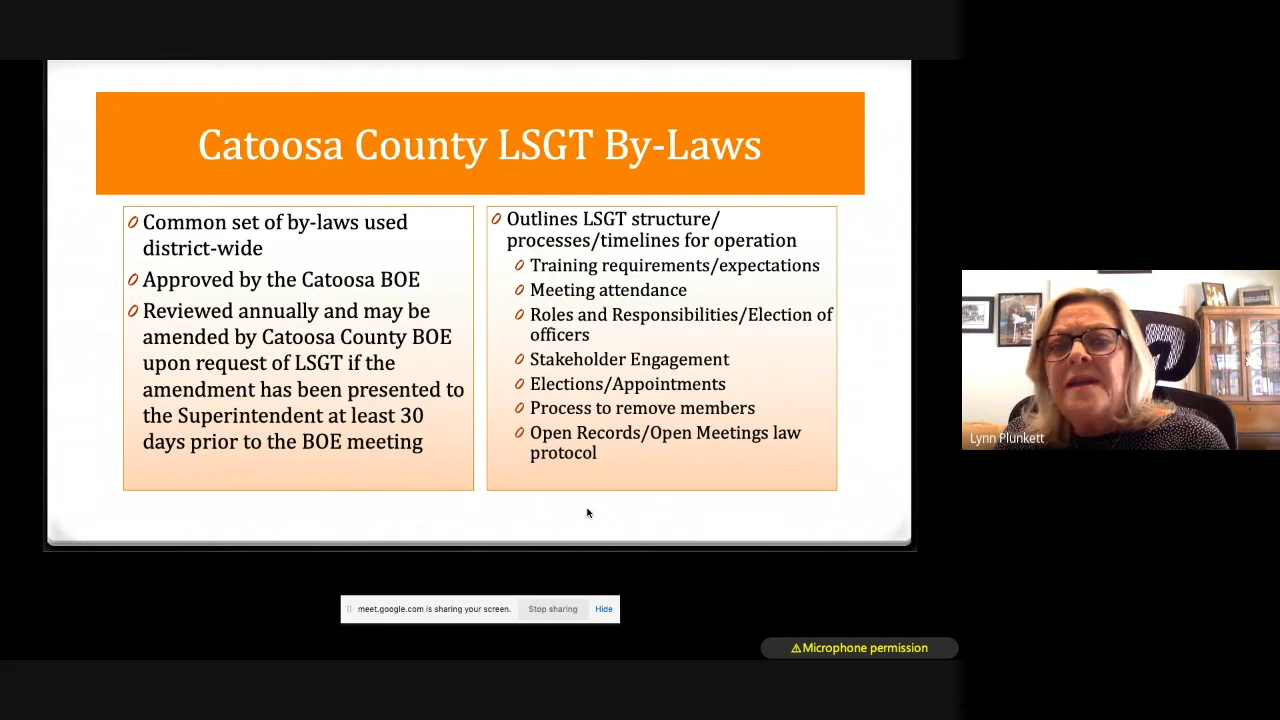 Catoosa County LSGT By-Laws
Common set of by-laws used
district-wide
Approved by the Catoosa BOE
Reviewed annually and may be
amended by Catoosa County BOE
upon request of LSGT if the
amendment has been presented to
the Superintendent at least 30
days prior to the BOE meeting
Outlines LSGT structure/
processes/timelines for operation
Training requirements/expectations
Meeting attendance
Roles and Responsibilities/Election of
officers
Stakeholder Engagement
Elections/Appointments
Process to remove members
Open Records/Open Meetings law
protocol
Lynn Plunkett
meet.google.com is sharing your screen.
Stop sharing
Hide
Microphone permission